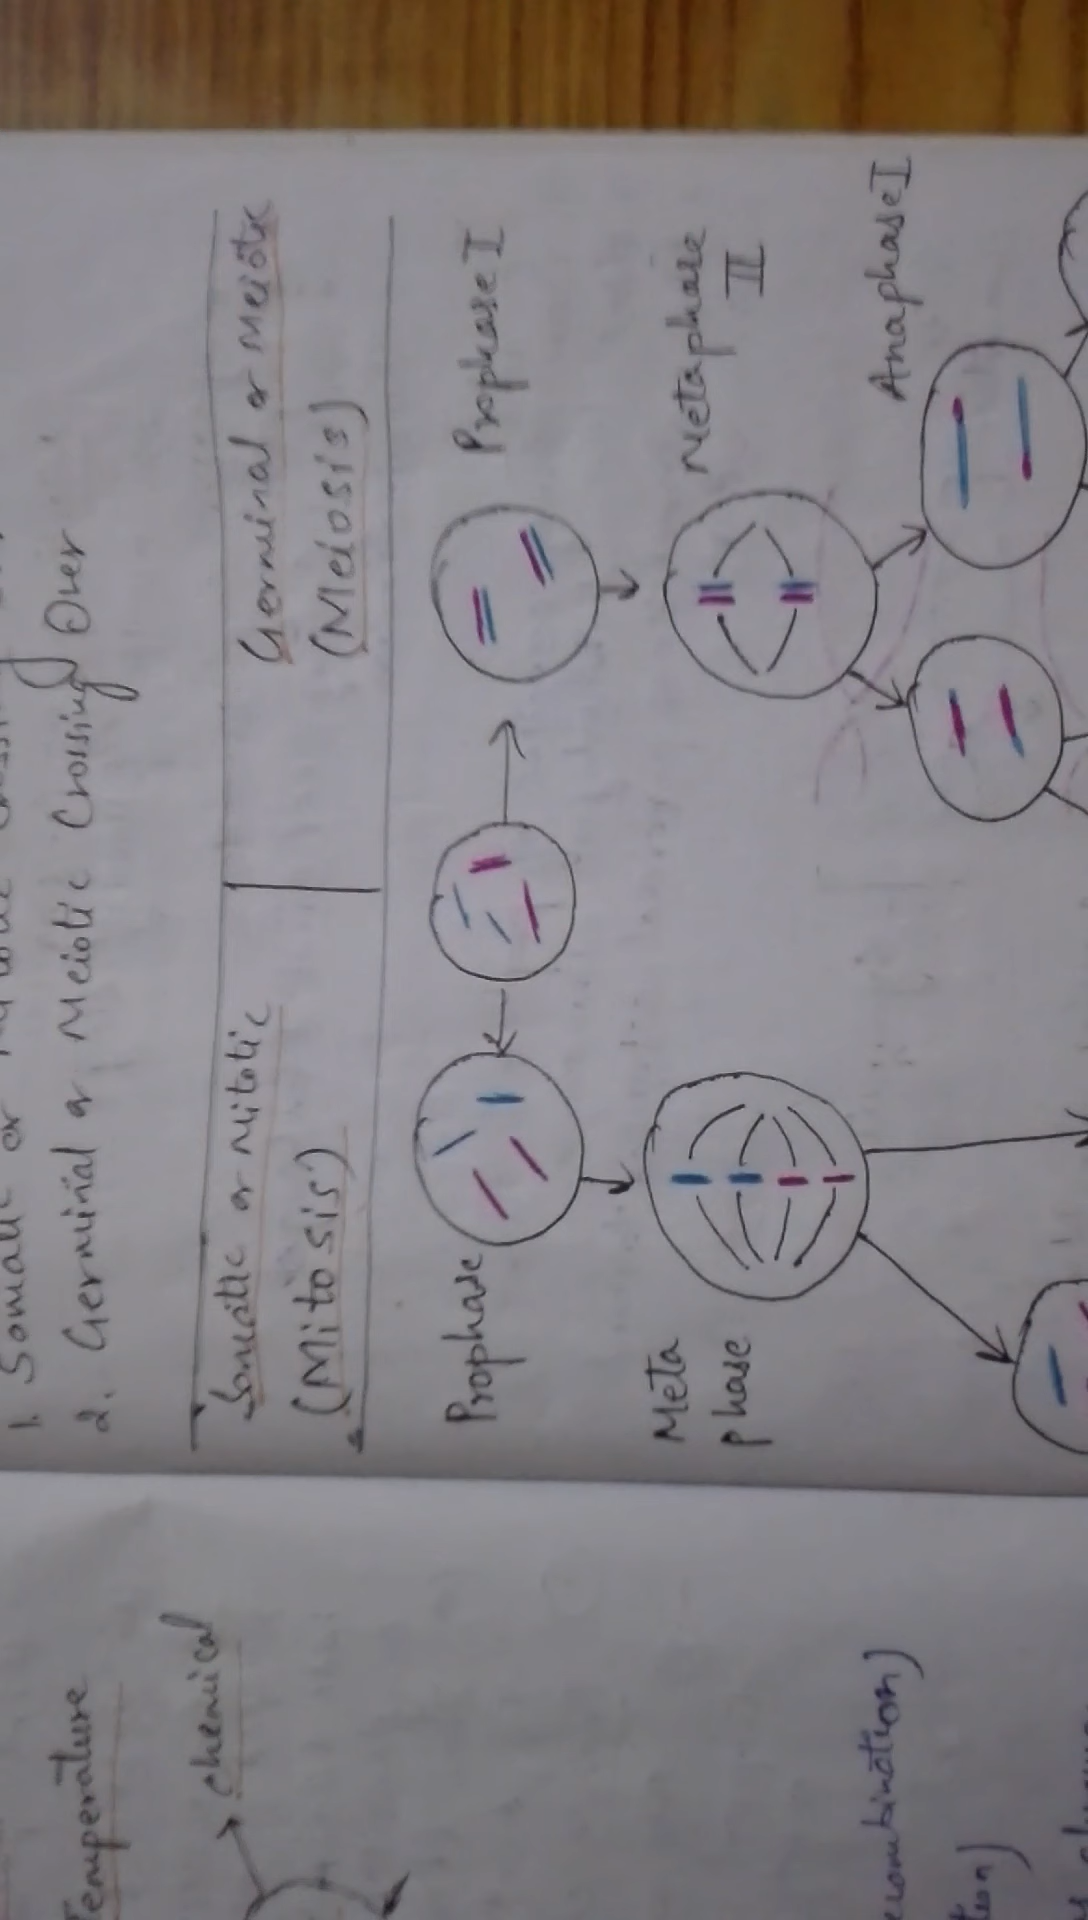 1. Somatic or
2. Germinal or Meiotic Crossing Over
Somatic or Mitotic
(Mitosis)
Germinal or Meiotic
(Meiosis)
Prophase
Prophase I
Meta
phase
Metaphase
II
Anaphase I
Temperature
chemical